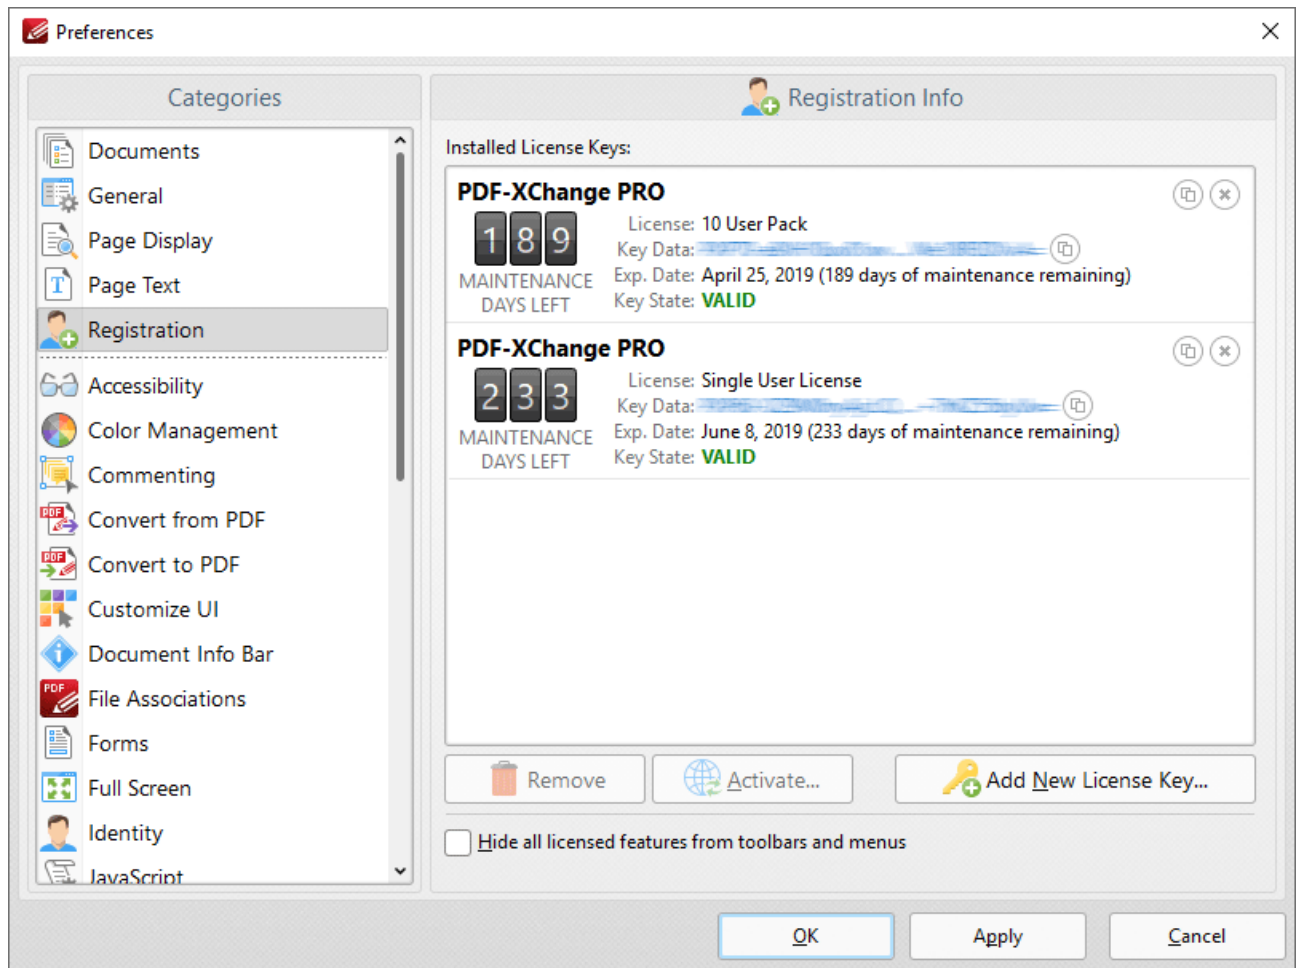 Preferences
Categories
Documents
General
Page Display
Page Text
Registration
Accessibility
Color Management
Commenting
Convert from PDF
Convert to PDF
Customize UI
Document Info Bar
File Associations
Forms
Full Screen
Identity
JavaScript
Registration Info
Installed License Keys:
PDF-XChange PRO
189
MAINTENANCE
DAYS LEFT
License: 10 User Pack
Key Data:
Exp. Date: April 25, 2019 (189 days of maintenance remaining)
Key State: VALID
PDF-XChange PRO
233
MAINTENANCE
DAYS LEFT
License: Single User License
Key Data:
Exp. Date: June 8, 2019 (233 days of maintenance remaining)
Key State: VALID
Remove
Activate...
Add New License Key...
Hide all licensed features from toolbars and menus
OK
Apply
Cancel